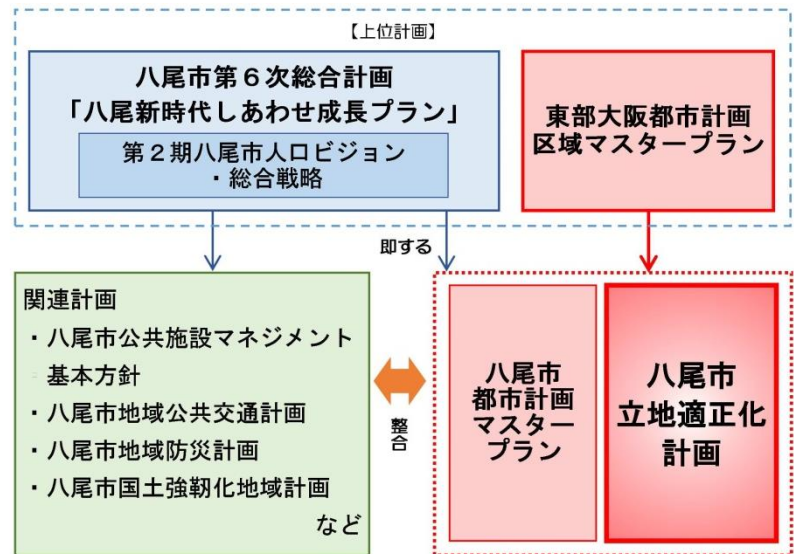 【上位計画】
八尾市第６次総合計画
「八尾新時代しあわせ成長プラン」
第２期八尾市人口ビジョン
・総合戦略
東部大阪都市計画
区域マスタープラン
即する
関連計画
・八尾市公共施設マネジメント
基本方針
・八尾市地域公共交通計画
・八尾市地域防災計画
・八尾市国土強靭化地域計画
など
整合
八尾市
都市計画
マスター
プラン
八尾市
立地適正化
計画